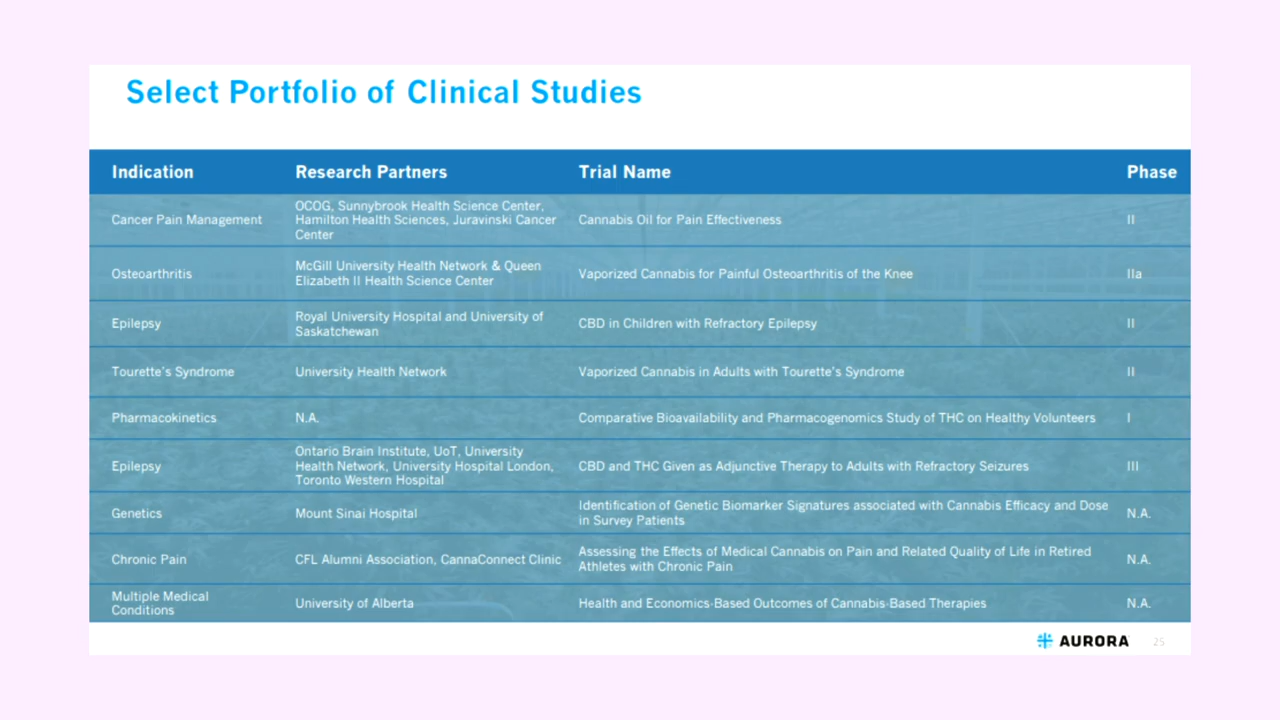 Select Portfolio of Clinical Studies
Indication Research Partners Trial Name Phase
Cancer Pain Management
OCOG, Sunnybrook Health Science Center,
Hamilton Health Sciences, Juravinski Cancer
Center
Cannabis Oil for Pain Effectiveness
II
Osteoarthritis
McGill University Health Network & Queen
Elizabeth II Health Science Center
Vaporized Cannabis for Painful Osteoarthritis of the Knee
IIa
Epilepsy
Royal University Hospital and University of
Saskatchewan
CBD in Children with Refractory Epilepsy
II
Tourette's Syndrome
University Health Network
Vaporized Cannabis in Adults with Tourette's Syndrome
II
Pharmacokinetics
N.A.
Comparative Bioavailability and Pharmacogenomics Study of THC on Healthy Volunteers
I
Epilepsy
Ontario Brain Institute, UoT, University
Health Network, University Hospital London,
Toronto Western Hospital
CBD and THC Given as Adjunctive Therapy to Adults with Refractory Seizures
III
Genetics
Mount Sinai Hospital
Identification of Genetic Biomarker Signatures associated with Cannabis Efficacy and Dose
in Survey Patients
N.A.
Chronic Pain
CFL Alumni Association, CannaConnect Clinic
Assessing the Effects of Medical Cannabis on Pain and Related Quality of Life in Retired
Athletes with Chronic Pain
N.A.
Multiple Medical
Conditions
University of Alberta
Health and Economics-Based Outcomes of Cannabis-Based Therapies
N.A.
AURORA 25